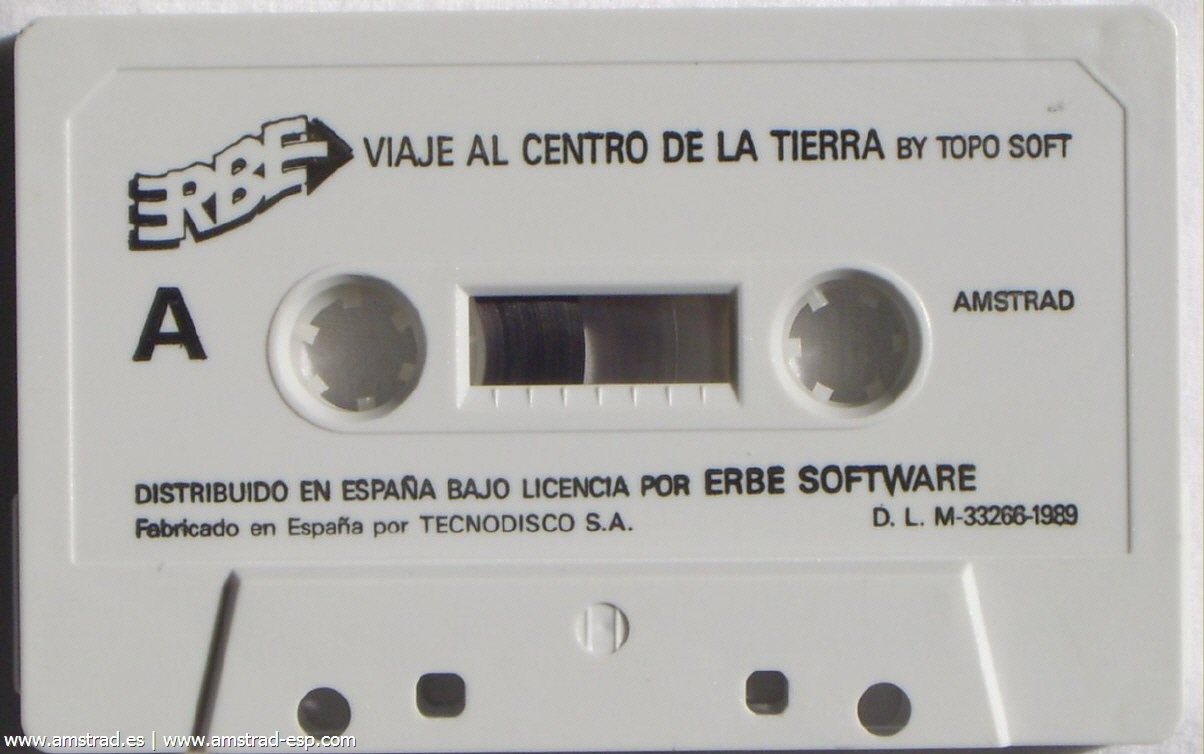 ERBE
VIAJE AL CENTRO DE LA TIERRA BY TOPO SOFT
A
AMSTRAD
DISTRIBUIDO EN ESPAÑA BAJO LICENCIA POR ERBE SOFTWARE
Fabricado en España por TECNODISCO S.A.
D. L. M-33266-1989
www.amstrad.es | www.amstrad-esp.com